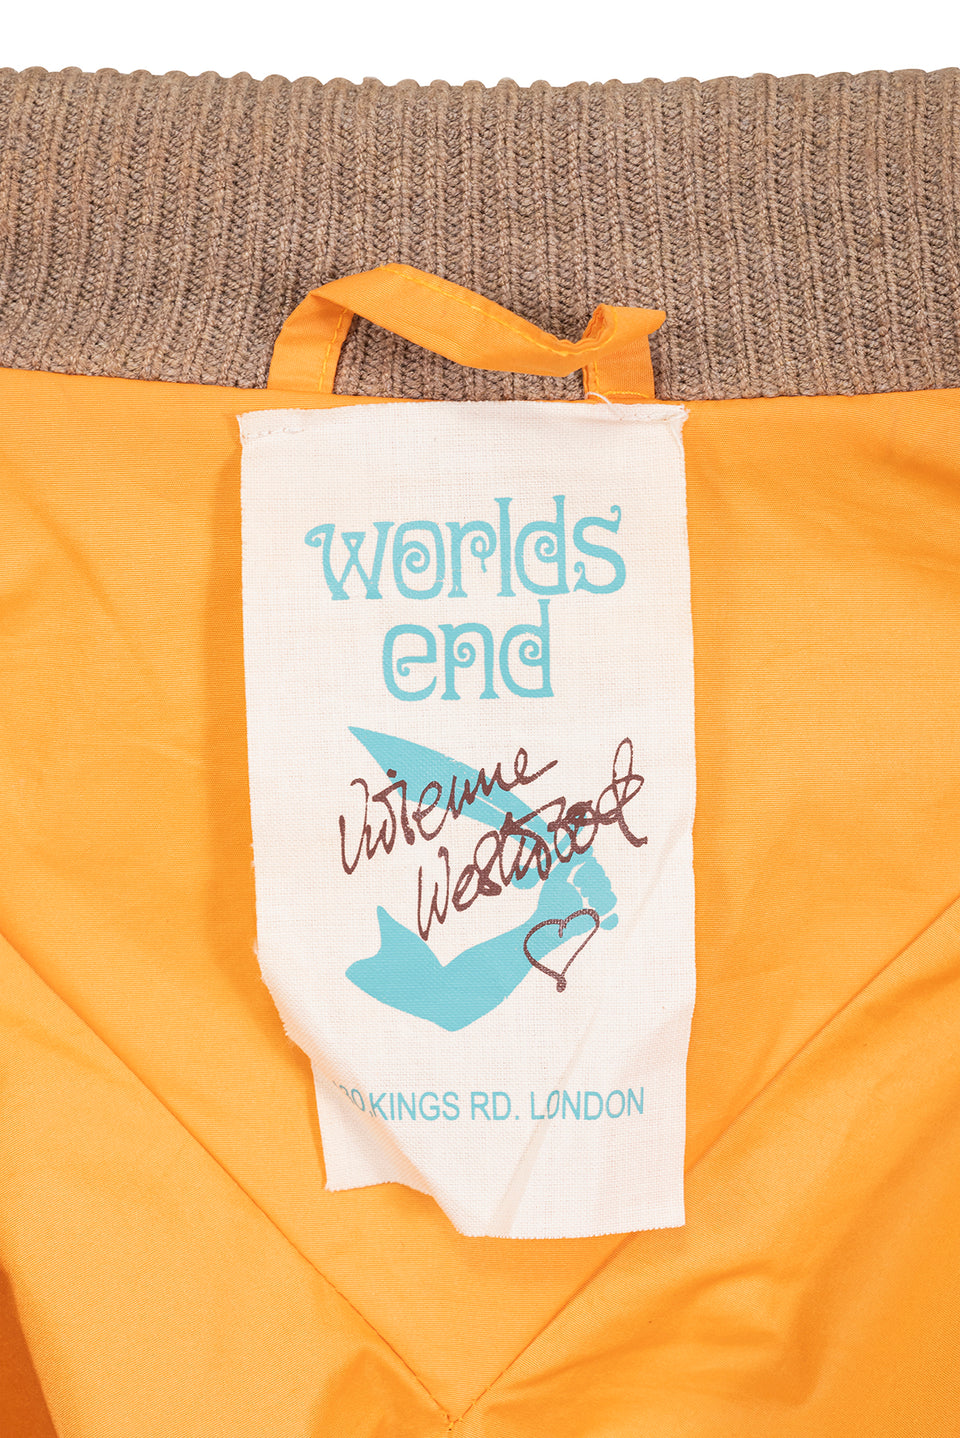 worlds
end
Vivienne
Westwood
30, KINGS RD. LONDON